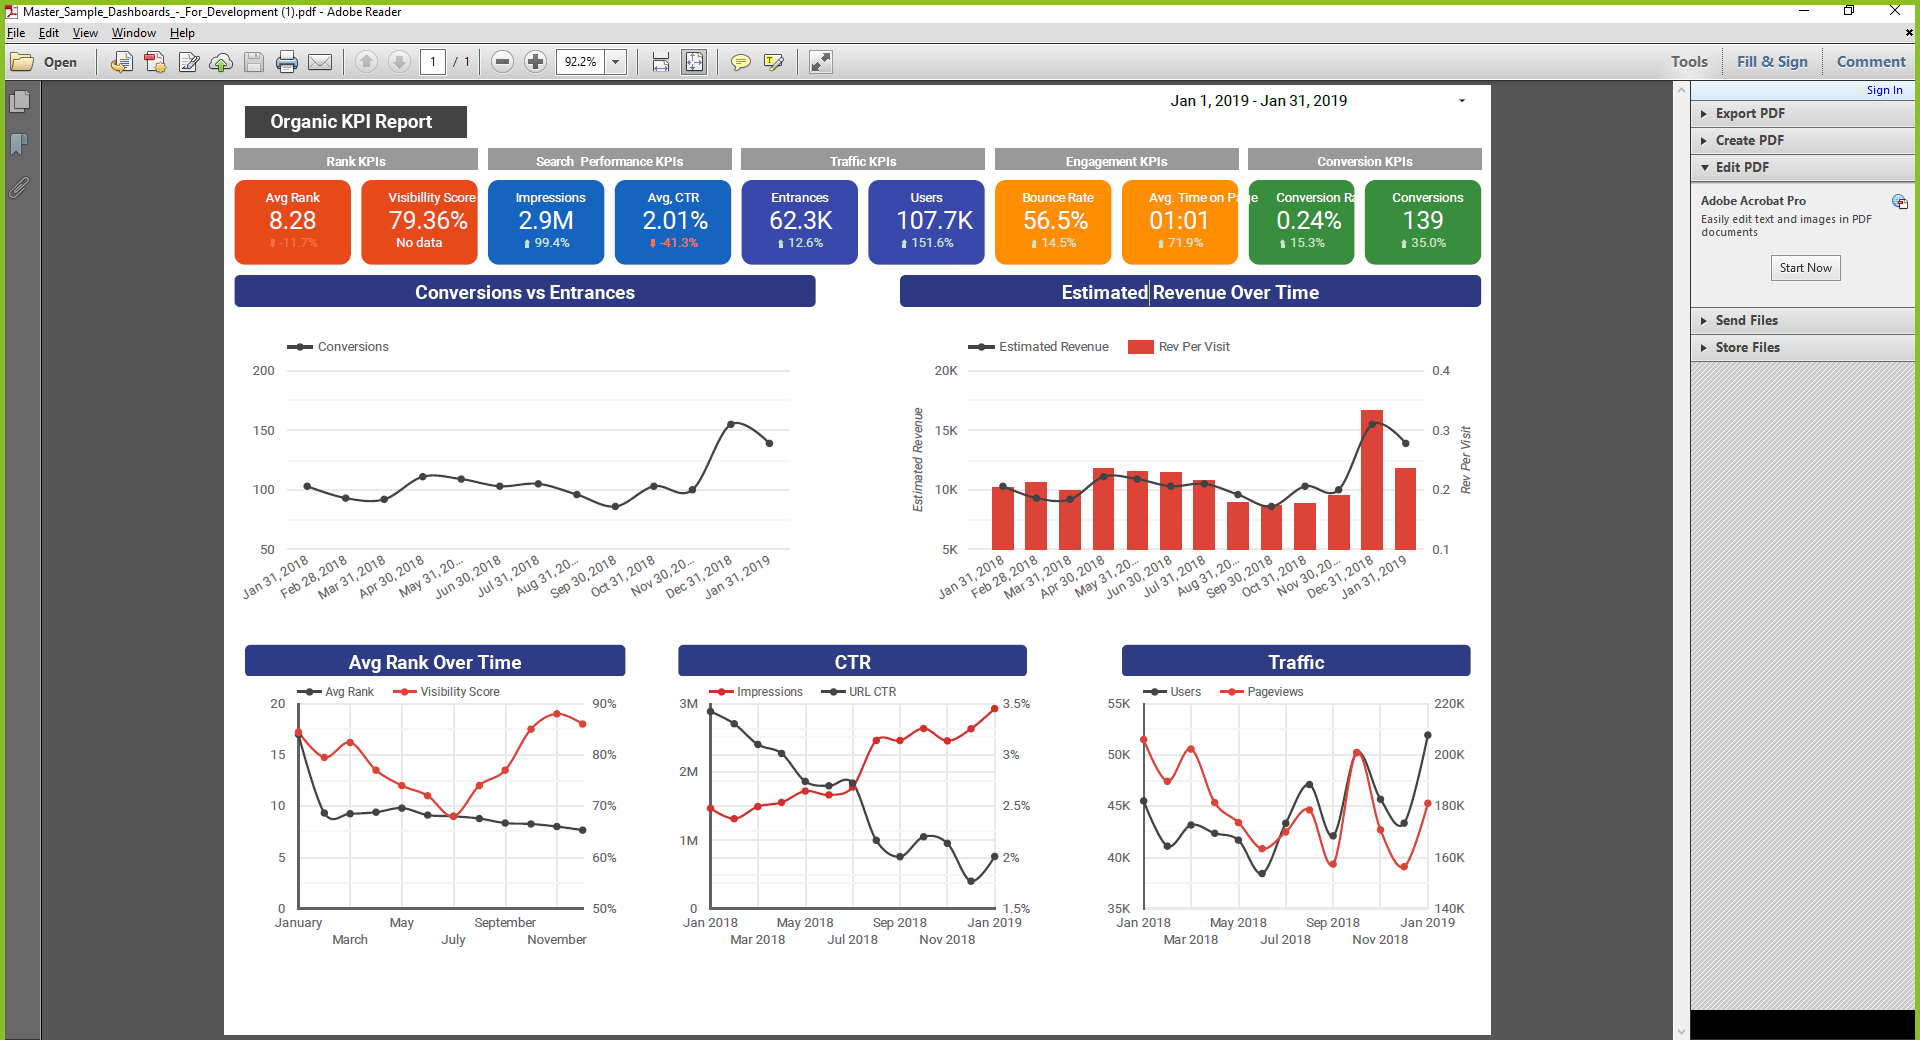 Master_Sample_Dashboards_-_For_Development (1).pdf - Adobe Reader
File Edit View Window Help
Open 1 / 1 92.2% Tools Fill & Sign Comment
Sign In
Export PDF
Create PDF
Edit PDF
Adobe Acrobat Pro
Easily edit text and images in PDF
documents
Start Now
Send Files
Store Files
Jan 1, 2019 - Jan 31, 2019
Organic KPI Report
Rank KPIs Search Performance KPIs Traffic KPIs Engagement KPIs Conversion KPIs
Avg Rank Visibillity Score Impressions Avg, CTR Entrances Users Bounce Rate Avg. Time on Page Conversion Ra Conversions
8.28 79.36% 2.9M 2.01% 62.3K 107.7K 56.5% 01:01 0.24% 139
-11.7% No data 99.4% -41.3% 12.6% 151.6% 14.5% 71.9% 15.3% 35.0%
Conversions vs Entrances
Conversions
200
150
100
50
Jan 31, 2018 Feb 28, 2018 Mar 31, 2018 Apr 30, 2018 May 31, 20... Jun 30, 2018 Jul 31, 2018 Aug 31, 20... Sep 30, 2018 Oct 31, 2018 Nov 30, 20... Dec 31, 2018 Jan 31, 2019
Estimated Revenue Over Time
Estimated Revenue Rev Per Visit
20K 0.4
15K 0.3
10K 0.2
5K 0.1
Estimated Revenue
Rev Per Visit
Jan 31, 2018 Feb 28, 2018 Mar 31, 2018 Apr 30, 2018 May 31, 20... Jun 30, 2018 Jul 31, 2018 Aug 31, 20... Sep 30, 2018 Oct 31, 2018 Nov 30, 20... Dec 31, 2018 Jan 31, 2019
Avg Rank Over Time
Avg Rank Visibility Score
20 90%
15 80%
10 70%
5 60%
0 50%
January May September
March July November
CTR
Impressions URL CTR
3M 3.5%
3%
2M
2.5%
1M
2%
0 1.5%
Jan 2018 May 2018 Sep 2018 Jan 2019
Mar 2018 Jul 2018 Nov 2018
Traffic
Users Pageviews
55K 220K
50K 200K
45K 180K
40K 160K
35K 140K
Jan 2018 May 2018 Sep 2018 Jan 2019
Mar 2018 Jul 2018 Nov 2018